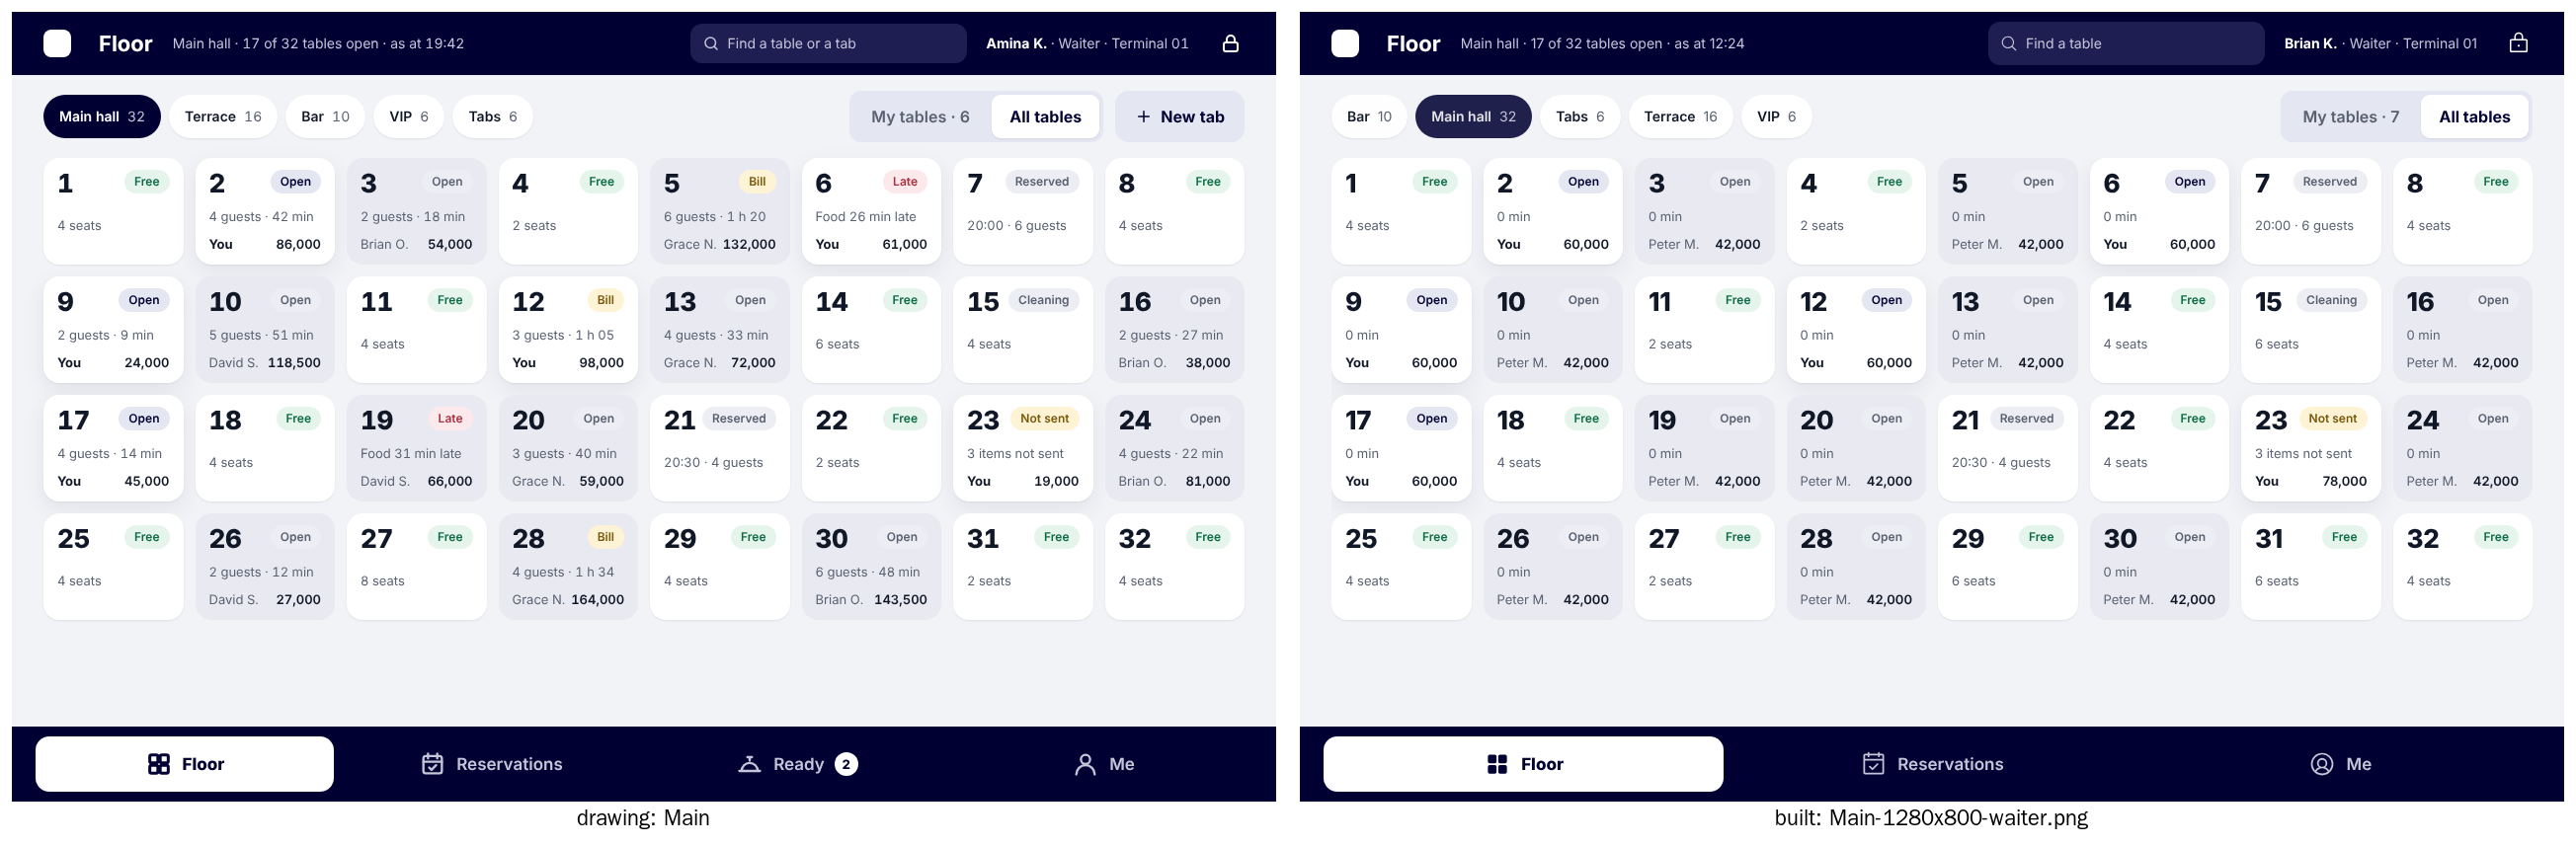 Floor Main hall · 17 of 32 tables open · as at 19:42 Find a table or a tab Amina K. · Waiter · Terminal 01
Main hall 32 Terrace 16 Bar 10 VIP 6 Tabs 6 My tables · 6 All tables + New tab
1 Free 2 Open 3 Open 4 Free 5 Bill 6 Late 7 Reserved 8 Free
4 seats 4 guests · 42 min 2 guests · 18 min 2 seats 6 guests · 1 h 20 Food 26 min late 20:00 · 6 guests 4 seats
You 86,000 Brian O. 54,000 Grace N. 132,000 You 61,000
9 Open 10 Open 11 Free 12 Bill 13 Open 14 Free 15 Cleaning 16 Open
2 guests · 9 min 5 guests · 51 min 4 seats 3 guests · 1 h 05 4 guests · 33 min 6 seats 4 seats 2 guests · 27 min
You 24,000 David S. 118,500 You 98,000 Grace N. 72,000 Brian O. 38,000
17 Open 18 Free 19 Late 20 Open 21 Reserved 22 Free 23 Not sent 24 Open
4 guests · 14 min 4 seats Food 31 min late 3 guests · 40 min 20:30 · 4 guests 2 seats 3 items not sent 4 guests · 22 min
You 45,000 David S. 66,000 Grace N. 59,000 You 19,000 Brian O. 81,000
25 Free 26 Open 27 Free 28 Bill 29 Free 30 Open 31 Free 32 Free
4 seats 2 guests · 12 min 8 seats 4 guests · 1 h 34 4 seats 6 guests · 48 min 2 seats 4 seats
David S. 27,000 Grace N. 164,000 Brian O. 143,500
Floor Reservations Ready 2 Me
drawing: Main
Floor Main hall · 17 of 32 tables open · as at 12:24 Find a table Brian K. · Waiter · Terminal 01
Bar 10 Main hall 32 Tabs 6 Terrace 16 VIP 6 My tables · 7 All tables
1 Free 2 Open 3 Open 4 Free 5 Open 6 Open 7 Reserved 8 Free
4 seats 0 min 0 min 2 seats 0 min 0 min 20:00 · 6 guests 4 seats
You 60,000 Peter M. 42,000 Peter M. 42,000 You 60,000
9 Open 10 Open 11 Free 12 Open 13 Open 14 Free 15 Cleaning 16 Open
0 min 0 min 2 seats 0 min 0 min 4 seats 6 seats 0 min
You 60,000 Peter M. 42,000 You 60,000 Peter M. 42,000 Peter M. 42,000
17 Open 18 Free 19 Open 20 Open 21 Reserved 22 Free 23 Not sent 24 Open
0 min 4 seats 0 min 0 min 20:30 · 4 guests 4 seats 3 items not sent 0 min
You 60,000 Peter M. 42,000 Peter M. 42,000 You 78,000 Peter M. 42,000
25 Free 26 Open 27 Free 28 Open 29 Free 30 Open 31 Free 32 Free
4 seats 0 min 2 seats 0 min 6 seats 0 min 6 seats 4 seats
Peter M. 42,000 Peter M. 42,000 Peter M. 42,000
Floor Reservations Me
built: Main-1280x800-waiter.png